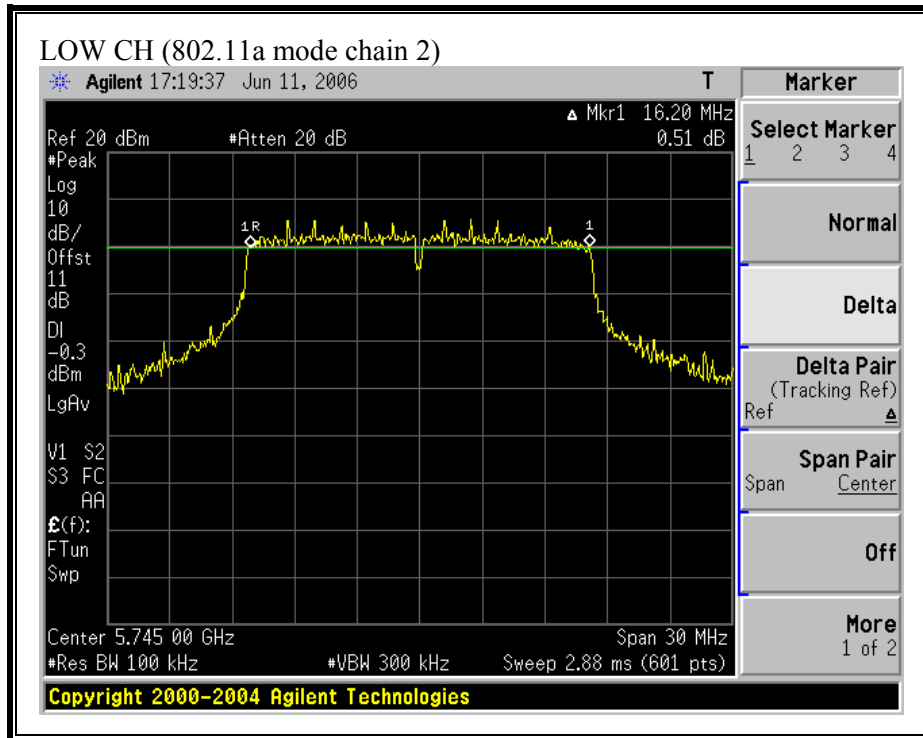 LOW CH (802.11a mode chain 2)
Agilent 17:19:37 Jun 11, 2006 T
Δ Mkr1 16.20 MHz
Ref 20 dBm #Atten 20 dB 0.51 dB
#Peak
Log
10
dB/
Offst
11
dB
DI
-0.3
dBm
LgAv
V1 S2
S3 FC
AA
£(f):
FTun
Swp
1R
1
Center 5.745 00 GHz Span 30 MHz
#Res BW 100 kHz #VBW 300 kHz Sweep 2.88 ms (601 pts)
Copyright 2000-2004 Agilent Technologies
Marker
Select Marker
1 2 3 4
Normal
Delta
Delta Pair
(Tracking Ref)
Ref Δ
Span Pair
Span Center
Off
More
1 of 2